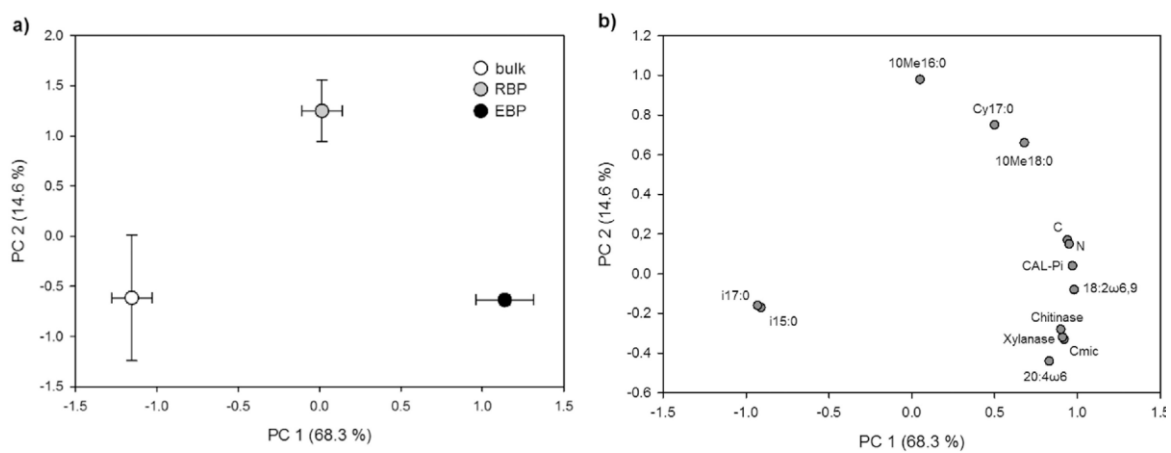 a)
2.0
1.5
1.0
0.5
0.0
-0.5
-1.0
-1.5
PC 2 (14.6 %)
bulk
RBP
EBP
-1.5
-1.0
-0.5
0.0
0.5
1.0
1.5
PC 1 (68.3 %)
b)
1.2
1.0
0.8
0.6
0.4
0,2
0.0
-0.2
-0.4
-0.6
PC 2 (14.6 %)
10Me16:0
Cy17:0
10Me18:0
C
N
CAL-Pi
18:2ω6,9
i17:0
i15:0
Chitinase
Xylanase
Cmic
20:4ω6
-1.5
-1.0
-0.5
0.0
0.5
1.0
1.5
PC 1 (68.3 %)